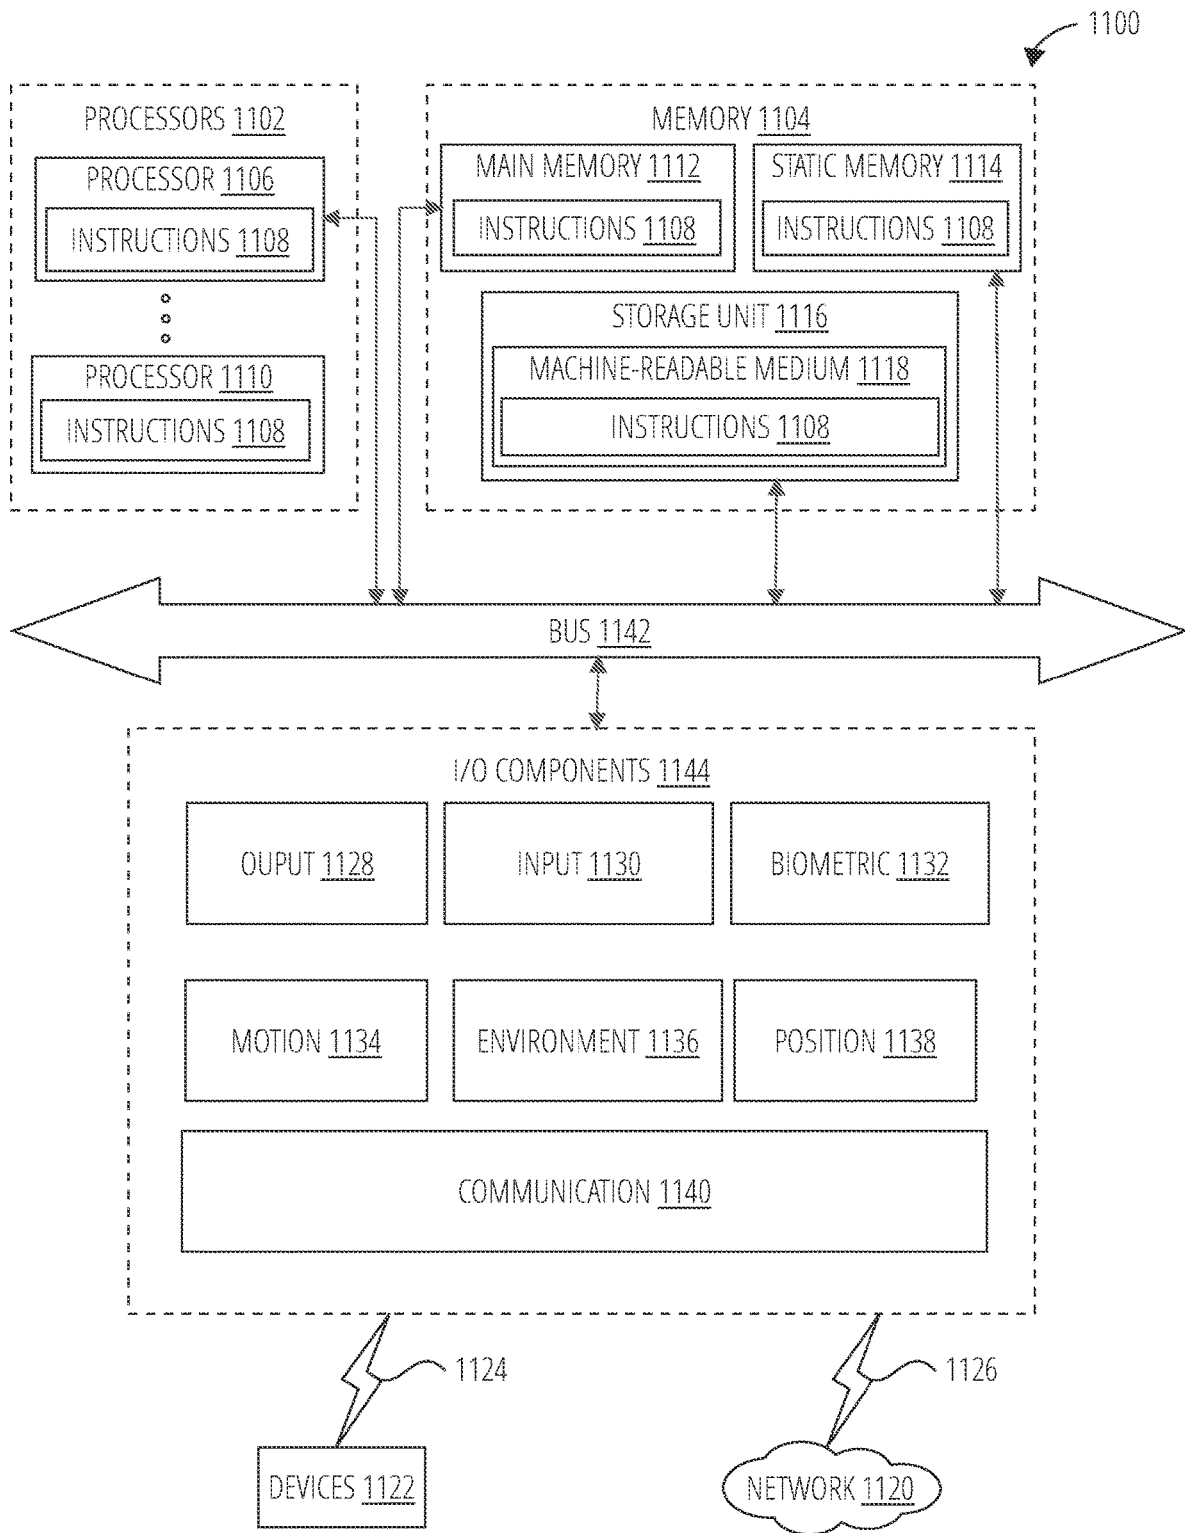 1100
PROCESSORS 1102
PROCESSOR 1106
INSTRUCTIONS 1108
PROCESSOR 1110
INSTRUCTIONS 1108
MEMORY 1104
MAIN MEMORY 1112
INSTRUCTIONS 1108
STATIC MEMORY 1114
INSTRUCTIONS 1108
STORAGE UNIT 1116
MACHINE-READABLE MEDIUM 1118
INSTRUCTIONS 1108
BUS 1142
I/O COMPONENTS 1144
OUPUT 1128
INPUT 1130
BIOMETRIC 1132
MOTION 1134
ENVIRONMENT 1136
POSITION 1138
COMMUNICATION 1140
1124
1126
DEVICES 1122
NETWORK 1120